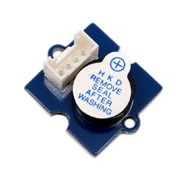 +
H K D
REMOVE
SEAL
AFTER
WASHING